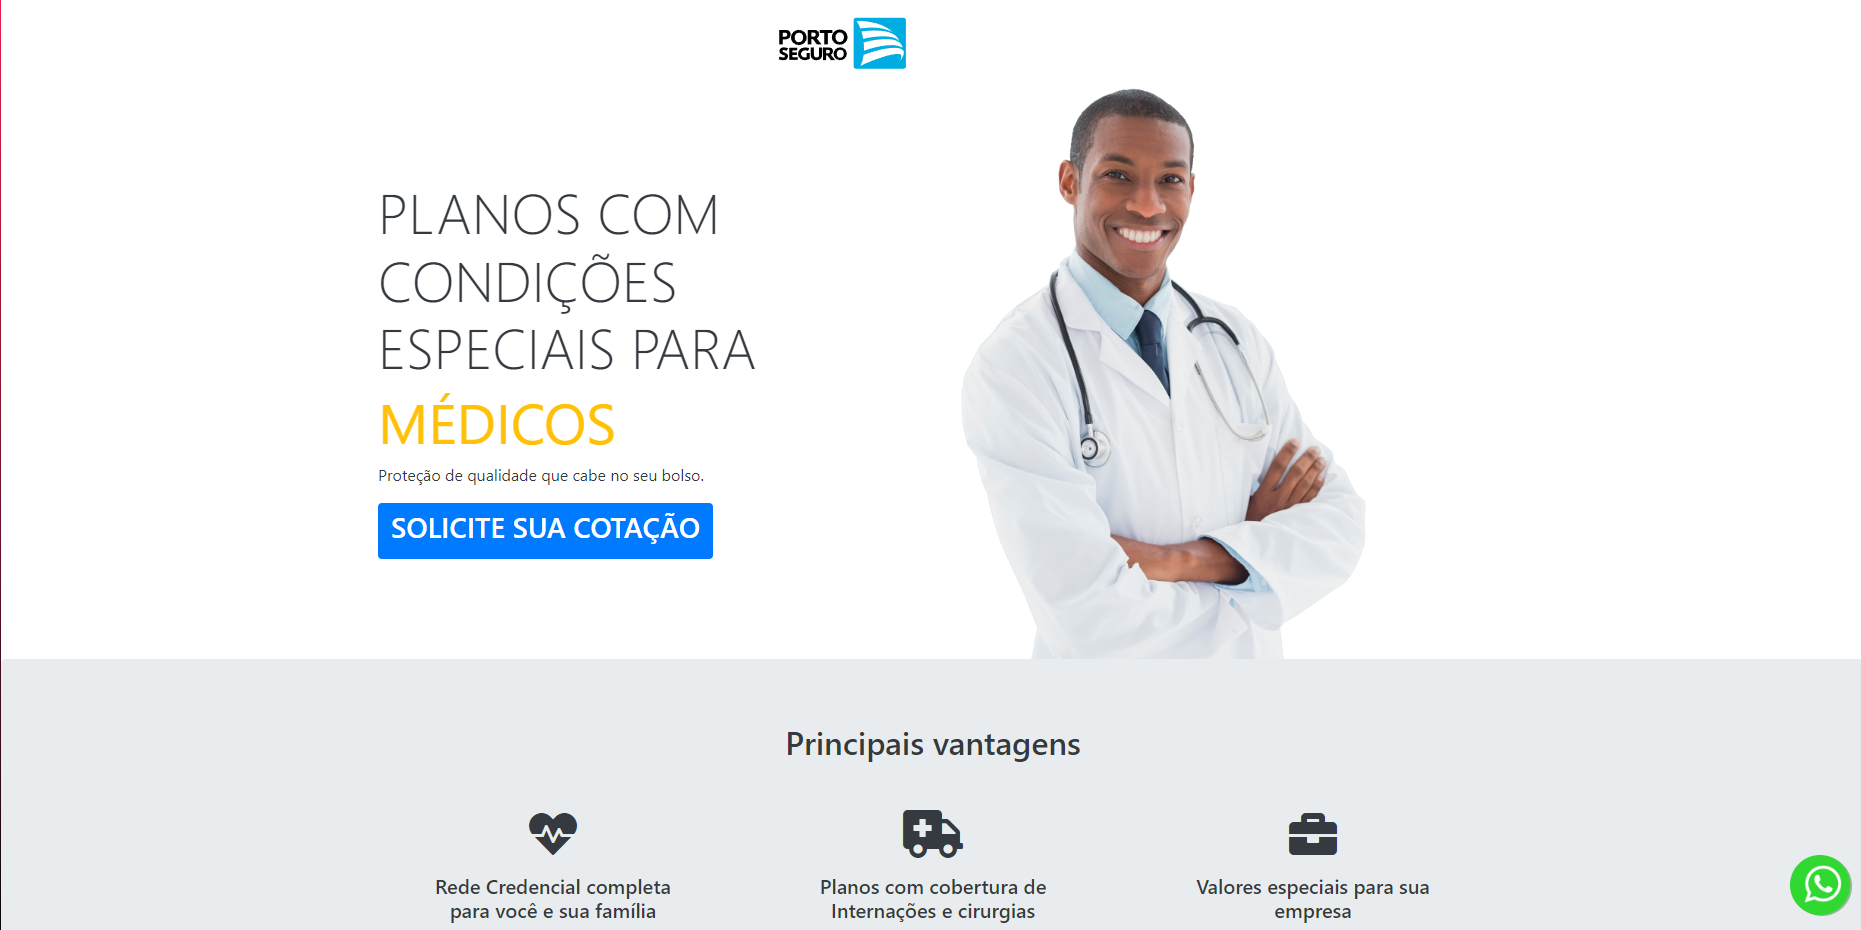 PORTO
SEGURO
PLANOS COM
CONDIÇÕES
ESPECIAIS PARA
MÉDICOS
Proteção de qualidade que cabe no seu bolso.
SOLICITE SUA COTAÇÃO
Principais vantagens
Rede Credencial completa
para você e sua família
Planos com cobertura de
Internações e cirurgias
Valores especiais para sua
empresa